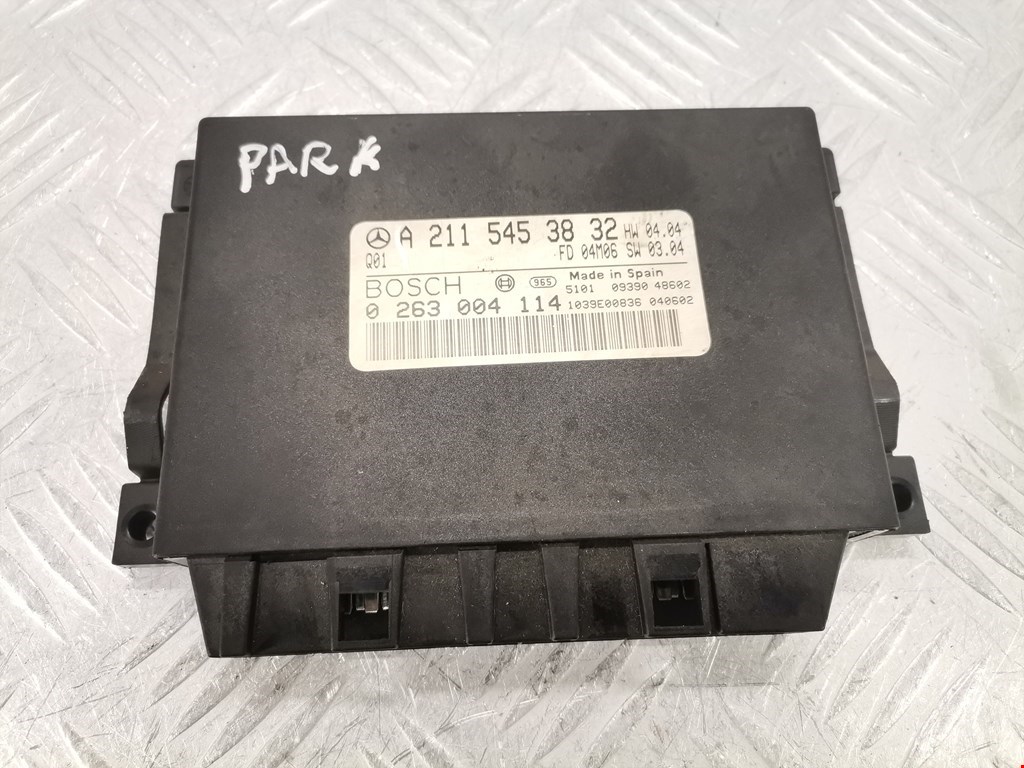 PARK
A 211 545 38 32 HW 04.04
Q01 FD 04M06 SW 03.04
BOSCH 965 Made in Spain
5101 09390 48602
0 263 004 114 1039E00836 040602